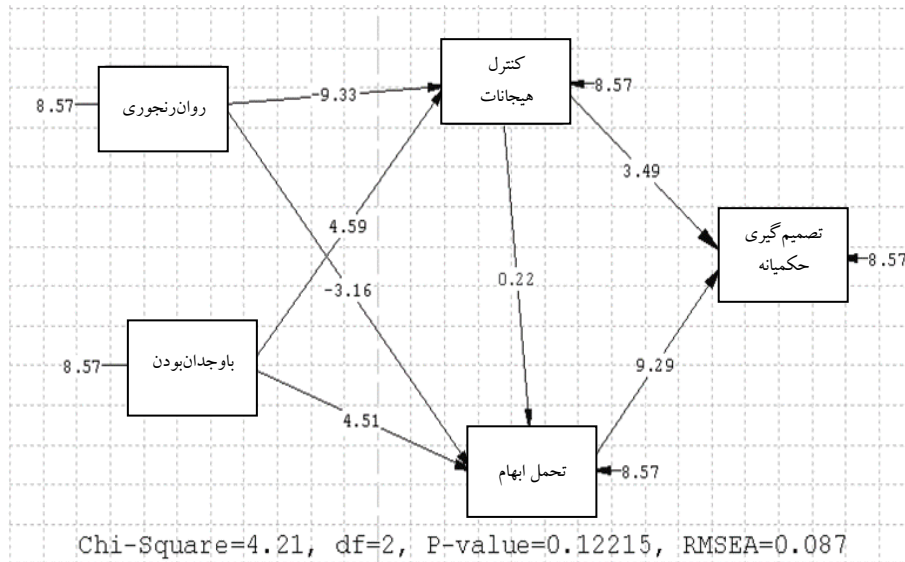 کنترل
هیجانات
روان‌رنجوری
8.57
-9.33
8.57
3.49
4.59
تصمیم‌گیری
حکمیانه
8.57
0.22
-3.16
باوجدان‌بودن
8.57
9.29
4.51
تحمل ابهام
8.57
Chi-Square=4.21, df=2, P-value=0.12215, RMSEA=0.087